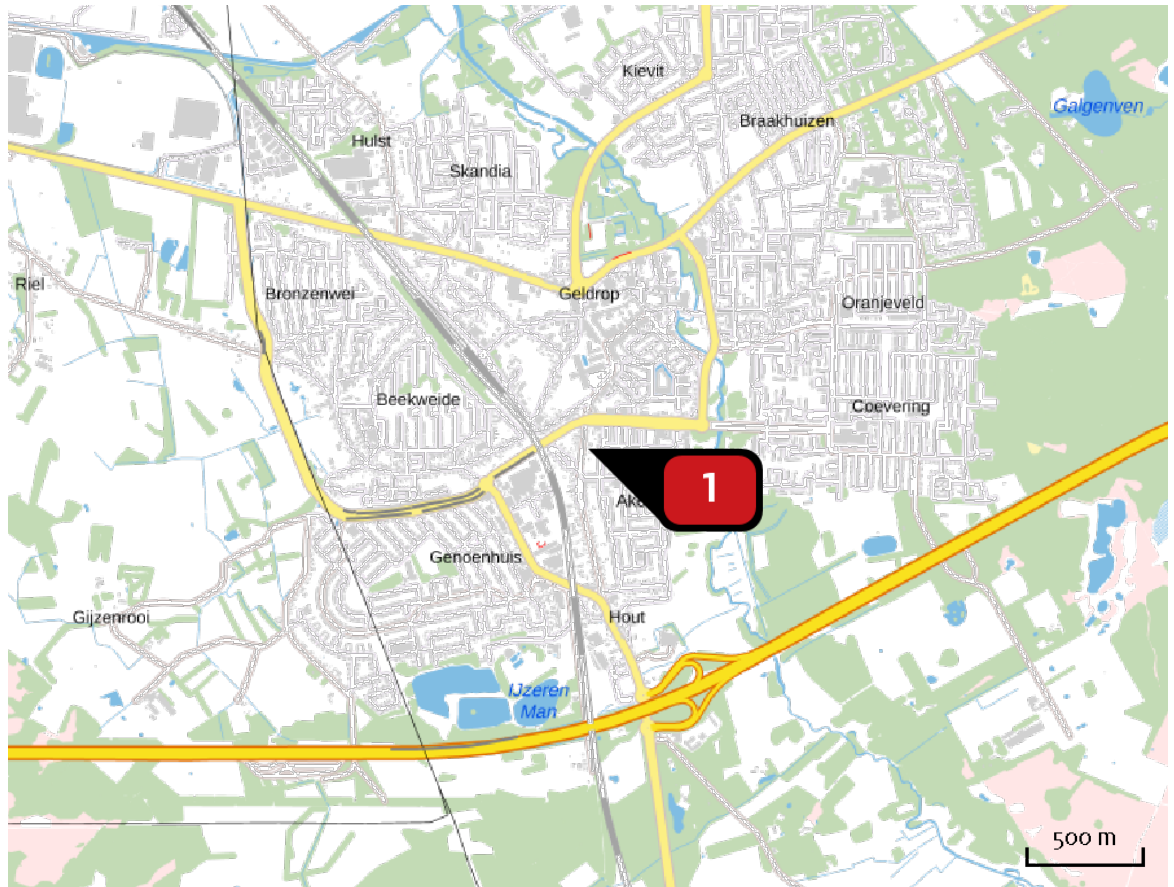 Kievit
Galgenven
Braakhuizen
Hulst
Skandia
Riel
Bronzenwei
Geldrop
Oranjeveld
Beekweide
Coevering
1
Genoenhuis
Gijzenrooi
Hout
IJzeren
Man
500 m